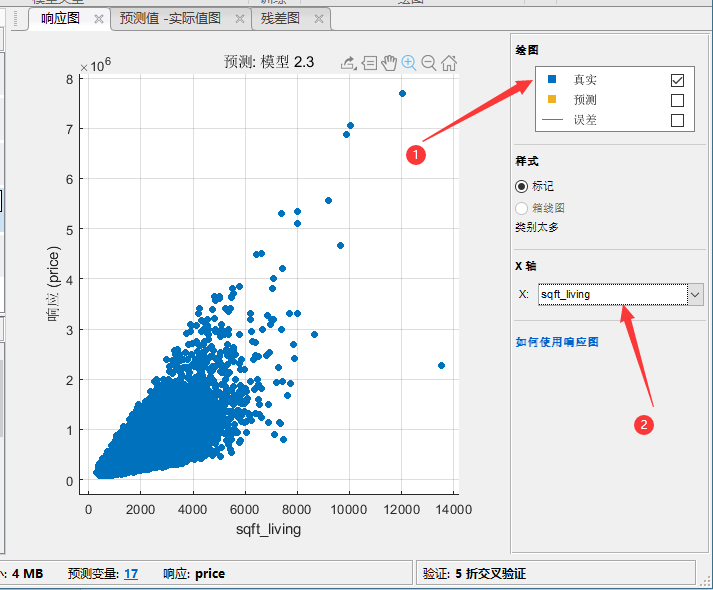 响应图
预测值 -实际值图
残差图
预测: 模型 2.3
×10⁶
8
7
6
5
4
3
2
1
0
响应 (price)
0
2000
4000
6000
8000
10000
12000
14000
sqft_living
绘图
真实
预测
误差
1
样式
标记
箱线图
类别太多
X 轴
X:
sqft_living
如何使用响应图
2
: 4 MB
预测变量: 17
响应: price
验证: 5 折交叉验证